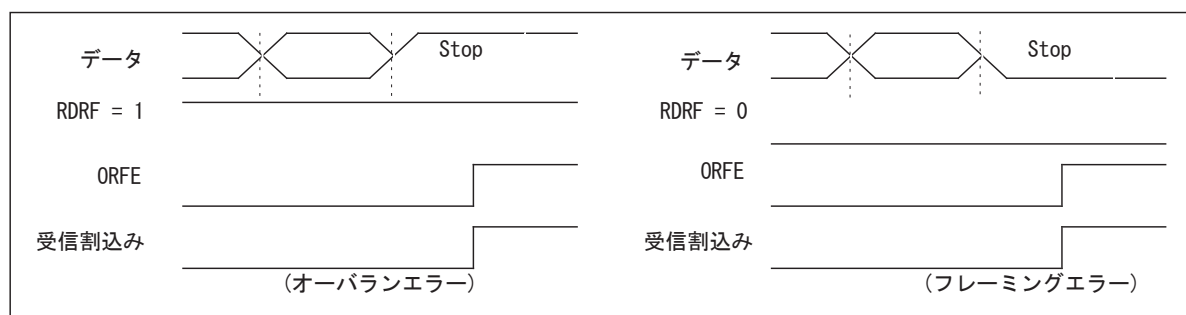 データ
Stop
RDRF = 1
ORFE
受信割込み
(オーバランエラー)
データ
Stop
RDRF = 0
ORFE
受信割込み
(フレーミングエラー)